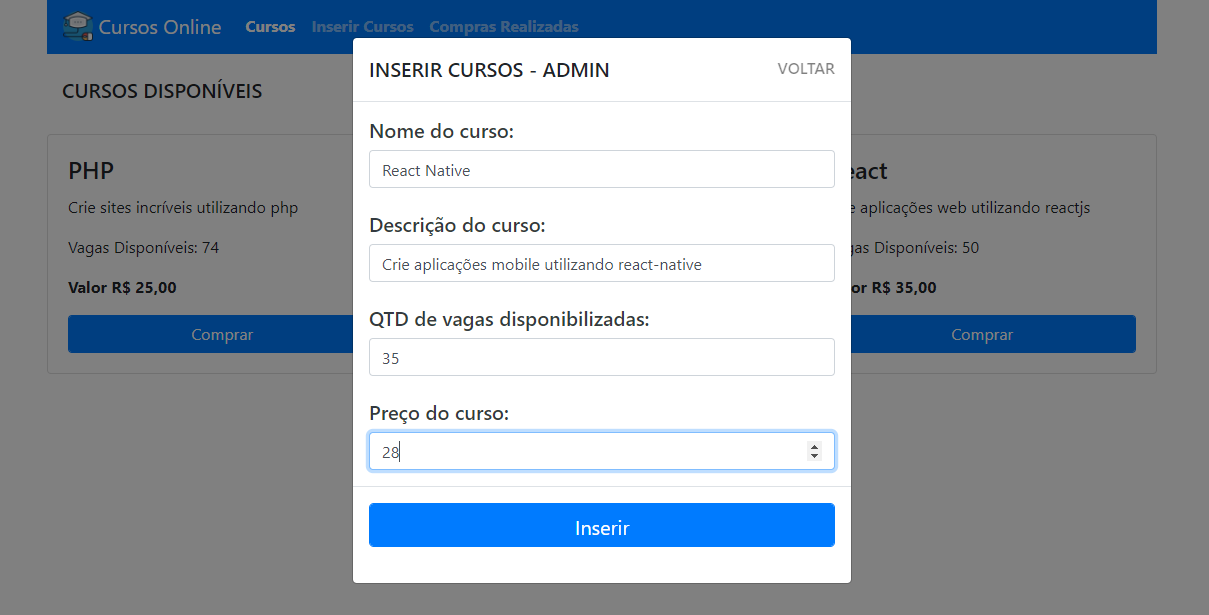 Cursos Online Cursos Inserir Cursos Compras Realizadas
INSERIR CURSOS - ADMIN VOLTAR
CURSOS DISPONÍVEIS
Nome do curso:
React Native
Descrição do curso:
Crie aplicações mobile utilizando react-native
QTD de vagas disponibilizadas:
35
Preço do curso:
28
Inserir
PHP
Crie sites incríveis utilizando php
Vagas Disponíveis: 74
Valor R$ 25,00
Comprar
eact
aplicações web utilizando reactjs
gas Disponíveis: 50
or R$ 35,00
Comprar